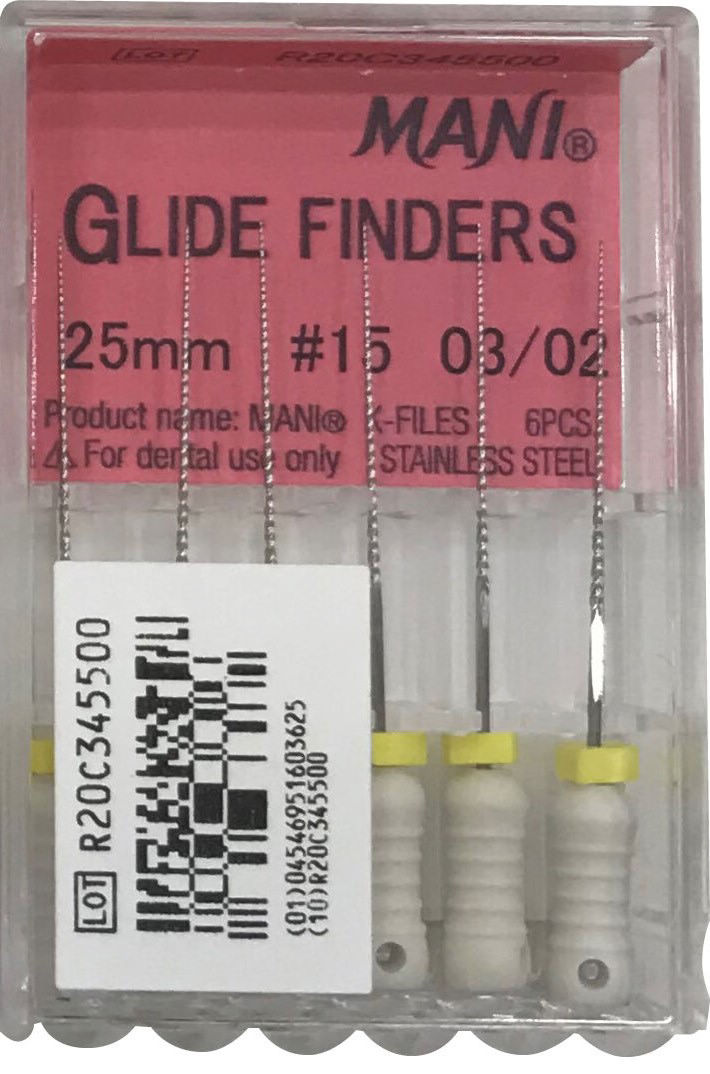 LOT R20C345500
MANI®
GLIDE FINDERS
25mm #15 03/02
Product name: MANI® K-FILES 6PCS.
⚠ For dental use only STAINLESS STEEL
LOT R20C345500
(01)04546951603625
(10)R20C345500